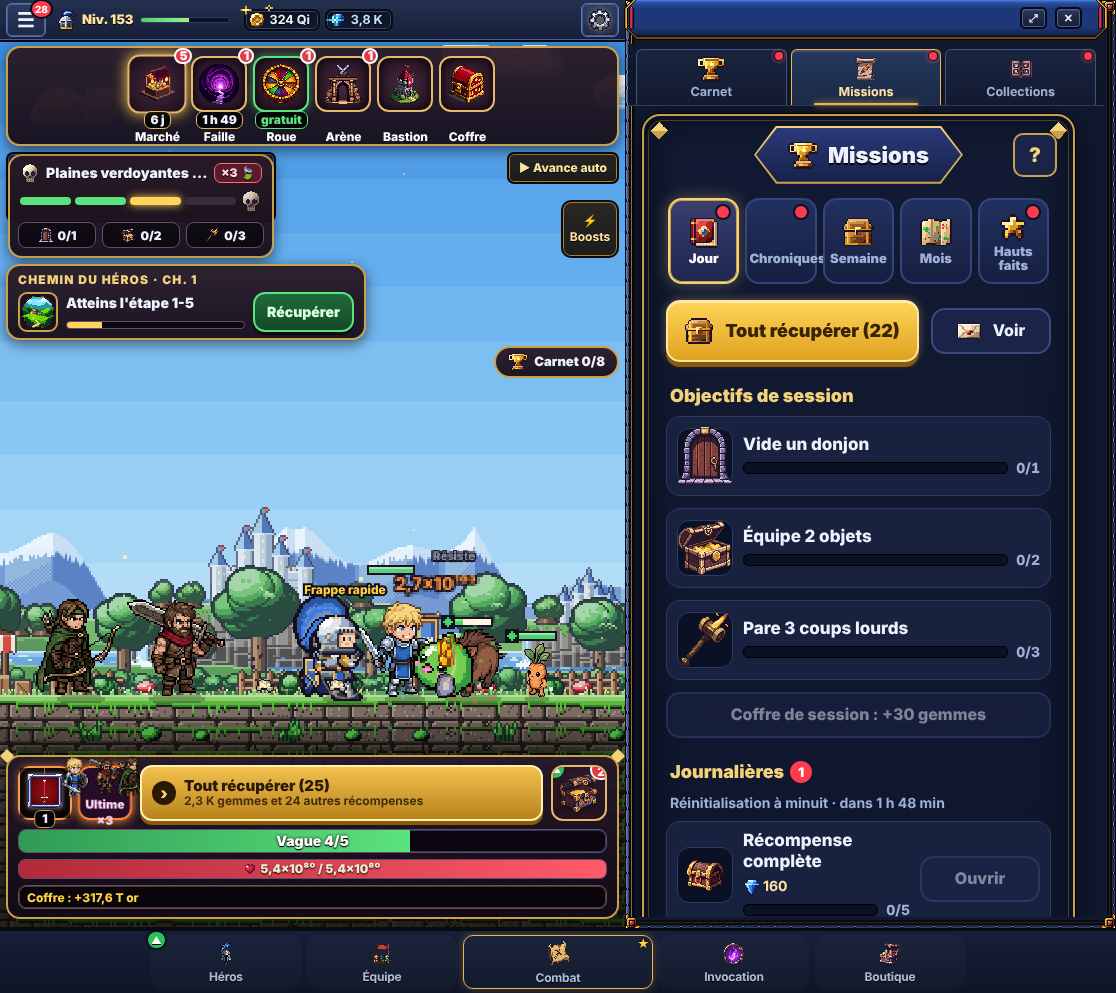 28
Niv. 153
324 Qi
3,8 K
5
1
1
1
6 j
1 h 49
gratuit
Marché
Faille
Roue
Arène
Bastion
Coffre
Plaines verdoyantes ...
×3
0/1
0/2
0/3
Avance auto
Boosts
CHEMIN DU HÉROS · CH. 1
Atteins l'étape 1-5
Récupérer
Carnet 0/8
Résiste
Frappe rapide
1
Ultime
×3
Tout récupérer (25)
2,3 K gemmes et 24 autres récompenses
Vague 4/5
5,4×10⁸⁰ / 5,4×10⁸⁰
Coffre : +317,6 T or
Carnet
Missions
Collections
Missions
?
Jour
Chroniques
Semaine
Mois
Hauts
faits
Tout récupérer (22)
Voir
Objectifs de session
Vide un donjon
0/1
Équipe 2 objets
0/2
Pare 3 coups lourds
0/3
Coffre de session : +30 gemmes
Journalières 1
Réinitialisation à minuit · dans 1 h 48 min
Récompense
complète
160
0/5
Ouvrir
Héros
Équipe
Combat
Invocation
Boutique